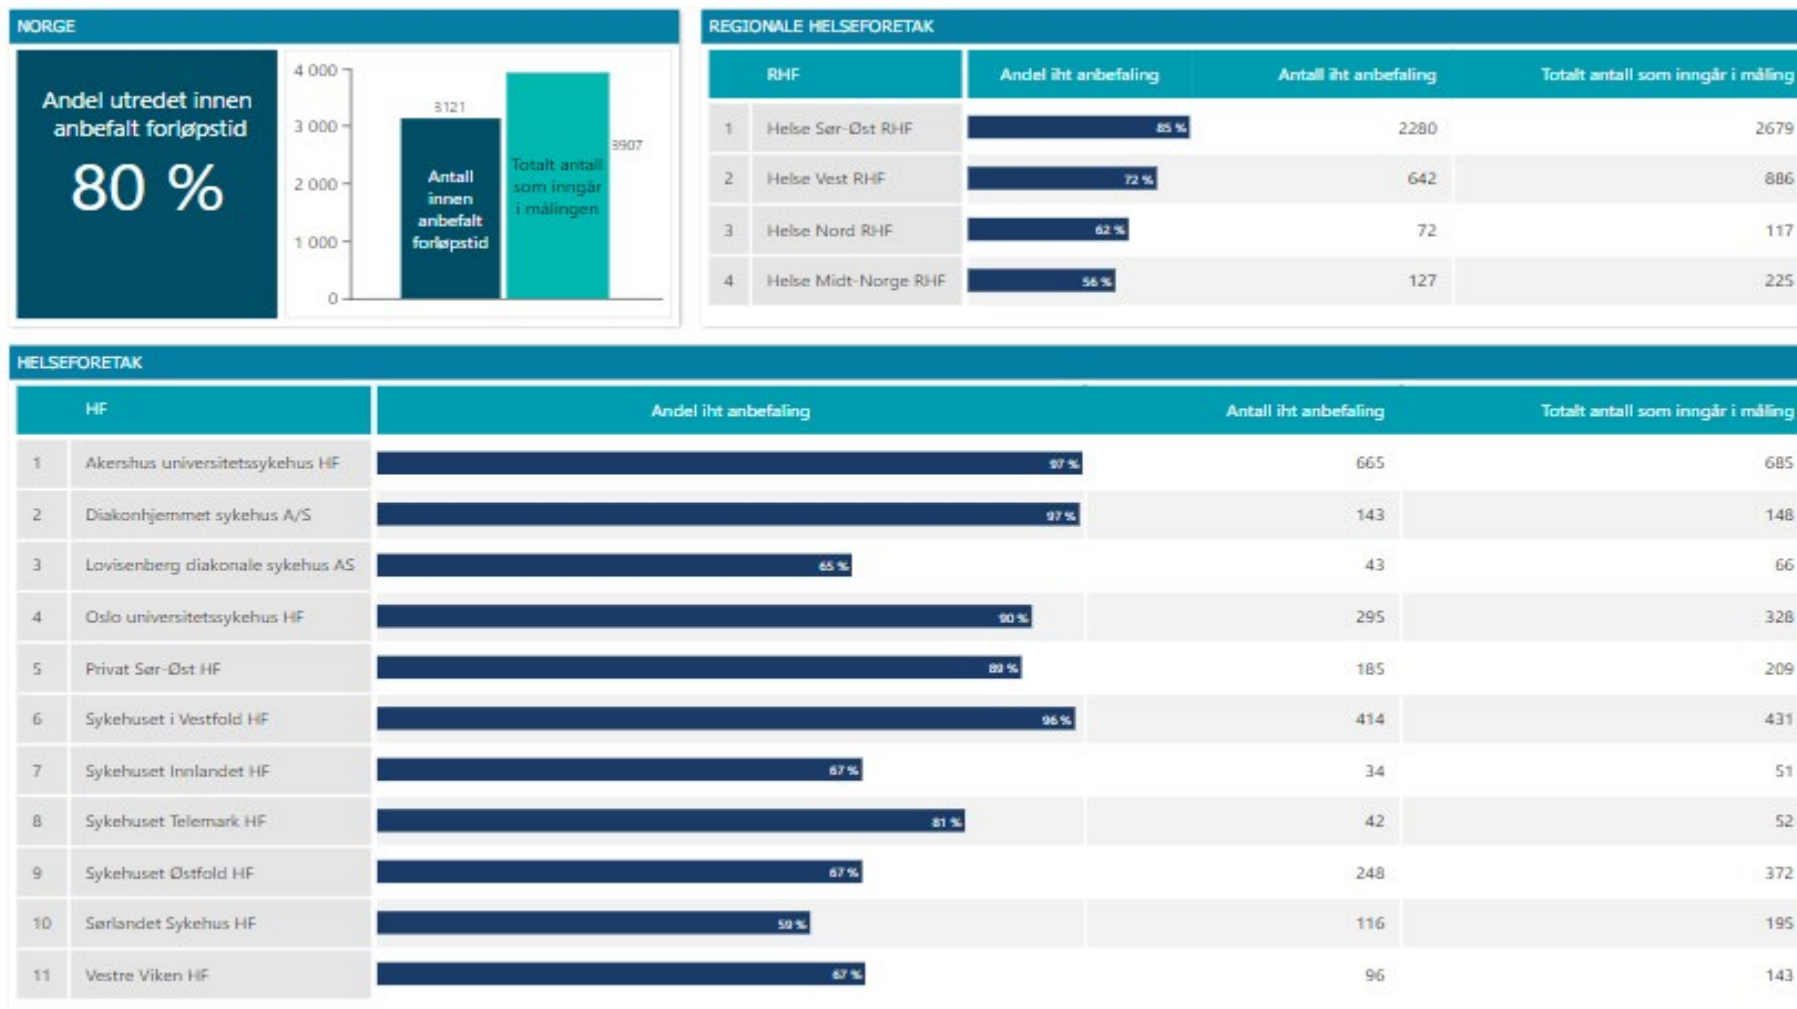 NORGE
Andel utredet innen
anbefalt forløpstid
80 %
4 000
3 000
2 000
1 000
0
3121
Antall
innen
anbefalt
forløpstid
3907
Totalt antall
som inngår
i målingen
REGIONALE HELSEFORETAK
RHF Andel iht anbefaling Antall iht anbefaling Totalt antall som inngår i måling
1 Helse Sør-Øst RHF 85 % 2280 2679
2 Helse Vest RHF 72 % 642 886
3 Helse Nord RHF 62 % 72 117
4 Helse Midt-Norge RHF 56 % 127 225
HELSEFORETAK
HF Andel iht anbefaling Antall iht anbefaling Totalt antall som inngår i måling
1 Akershus universitetssykehus HF 97 % 665 685
2 Diakonhjemmet sykehus A/S 97 % 143 148
3 Lovisenberg diakonale sykehus AS 65 % 43 66
4 Oslo universitetssykehus HF 90 % 295 328
5 Privat Sør-Øst HF 89 % 185 209
6 Sykehuset i Vestfold HF 96 % 414 431
7 Sykehuset Innlandet HF 67 % 34 51
8 Sykehuset Telemark HF 81 % 42 52
9 Sykehuset Østfold HF 67 % 248 372
10 Sørlandet Sykehus HF 59 % 116 195
11 Vestre Viken HF 67 % 96 143